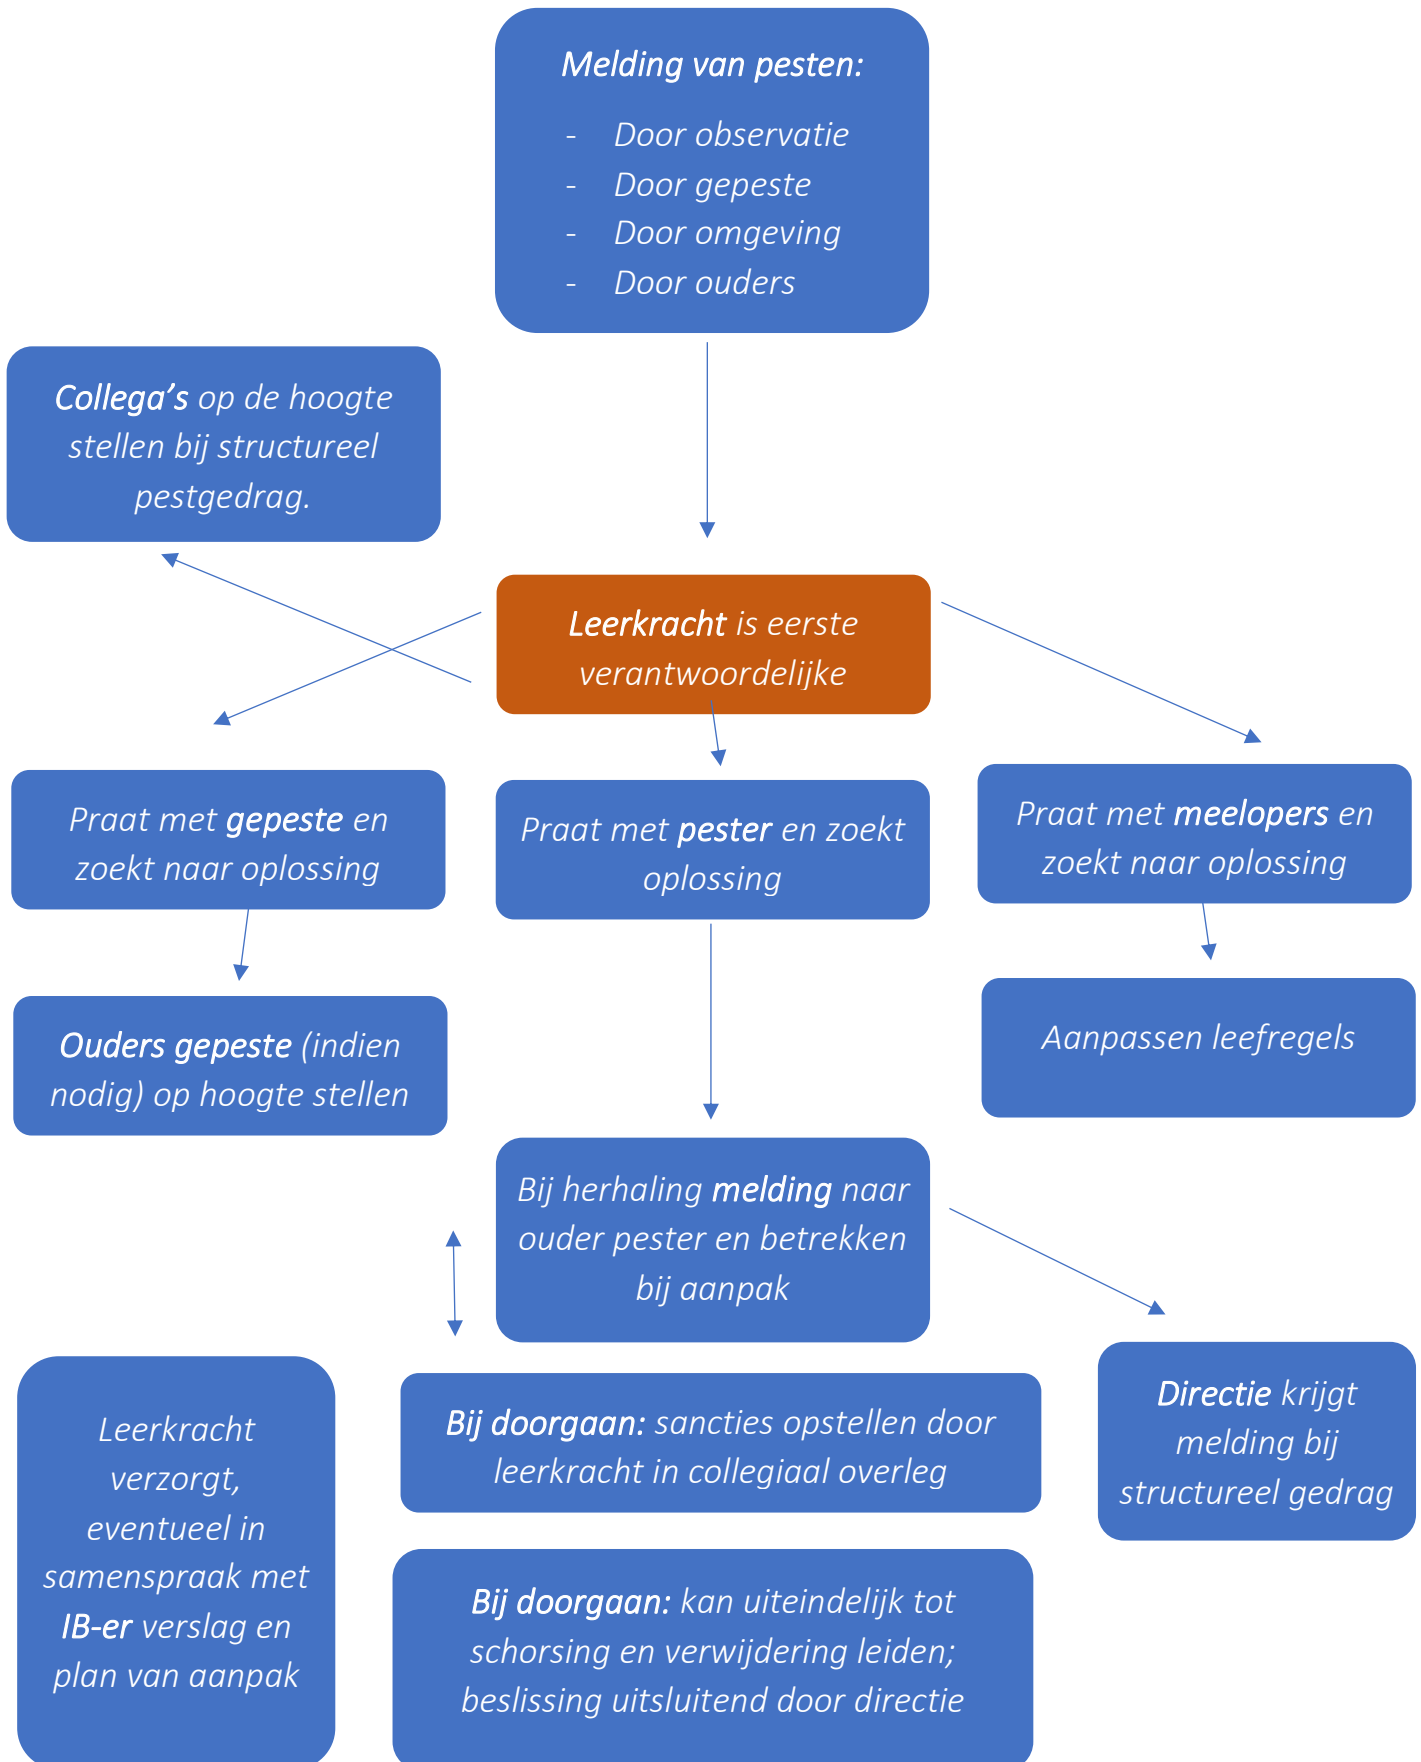 Melding van pesten:
- Door observatie
- Door gepeste
- Door omgeving
- Door ouders
Collega’s op de hoogte
stellen bij structureel
pestgedrag.
Leerkracht is eerste
verantwoordelijke
Praat met gepeste en
zoekt naar oplossing
Praat met pester en zoekt
oplossing
Praat met meelopers en
zoekt naar oplossing
Ouders gepeste (indien
nodig) op hoogte stellen
Aanpassen leefregels
Bij herhaling melding naar
ouder pester en betrekken
bij aanpak
Leerkracht
verzorgt,
eventueel in
samenspraak met
IB-er verslag en
plan van aanpak
Bij doorgaan: sancties opstellen door
leerkracht in collegiaal overleg
Directie krijgt
melding bij
structureel gedrag
Bij doorgaan: kan uiteindelijk tot
schorsing en verwijdering leiden;
beslissing uitsluitend door directie